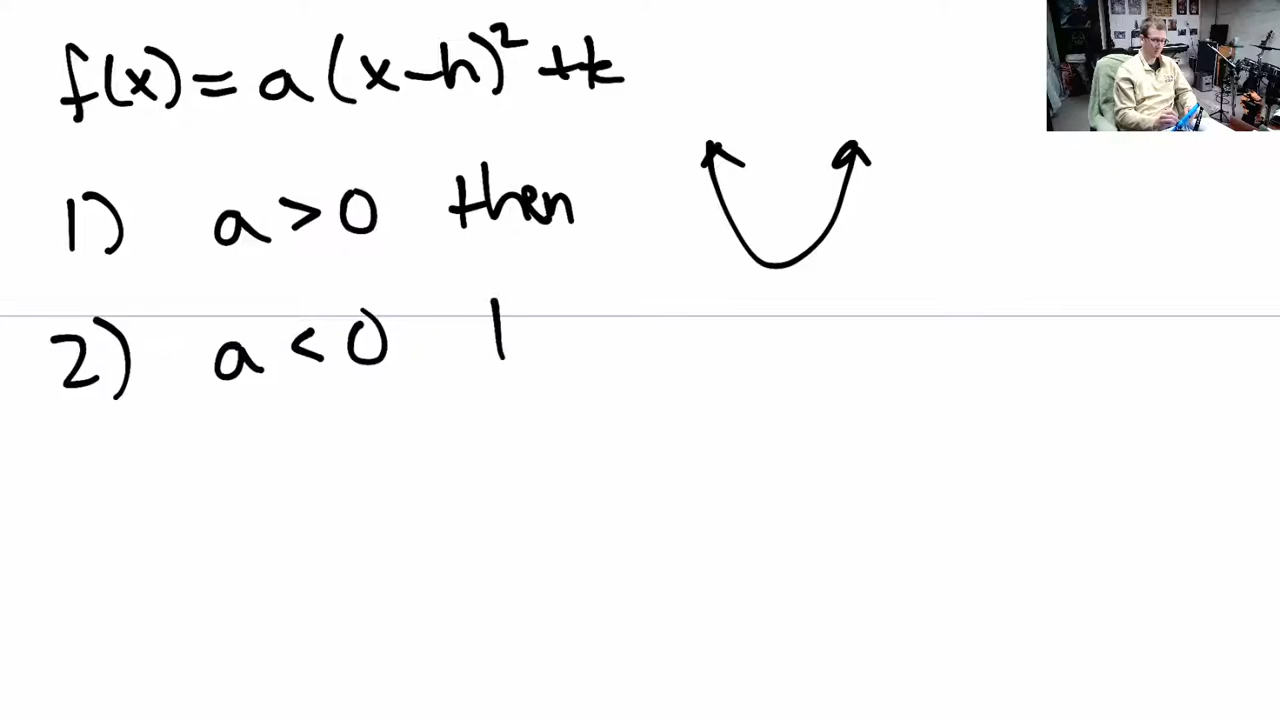 f(x) = a(x-h)² + k
1) a > 0 then
2) a < 0